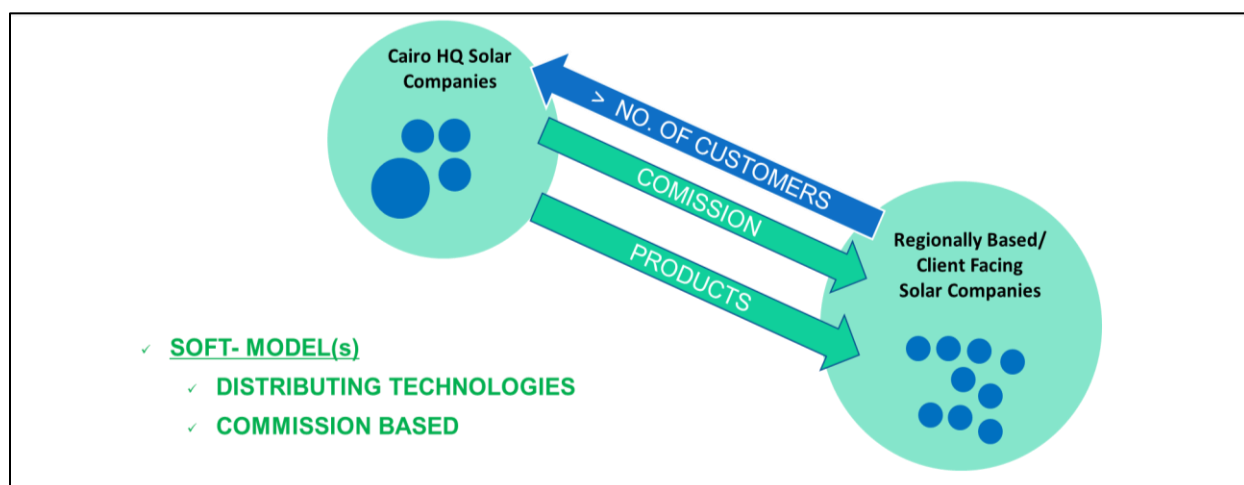 Cairo HQ Solar
Companies
> NO. OF CUSTOMERS
COMISSION
PRODUCTS
Regionally Based/
Client Facing
Solar Companies
✓ SOFT- MODEL(s)
✓ DISTRIBUTING TECHNOLOGIES
✓ COMMISSION BASED